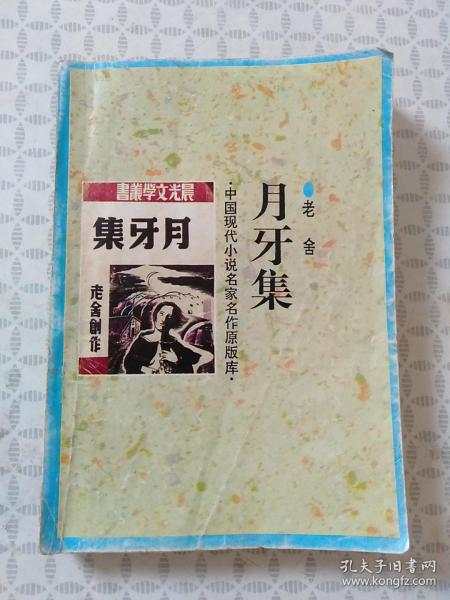 老舍
月牙集
·中国现代小说名家名作原版库·
晨光文學叢書
月牙集
老舍創作
孔夫子旧书网
www.kongfz.com